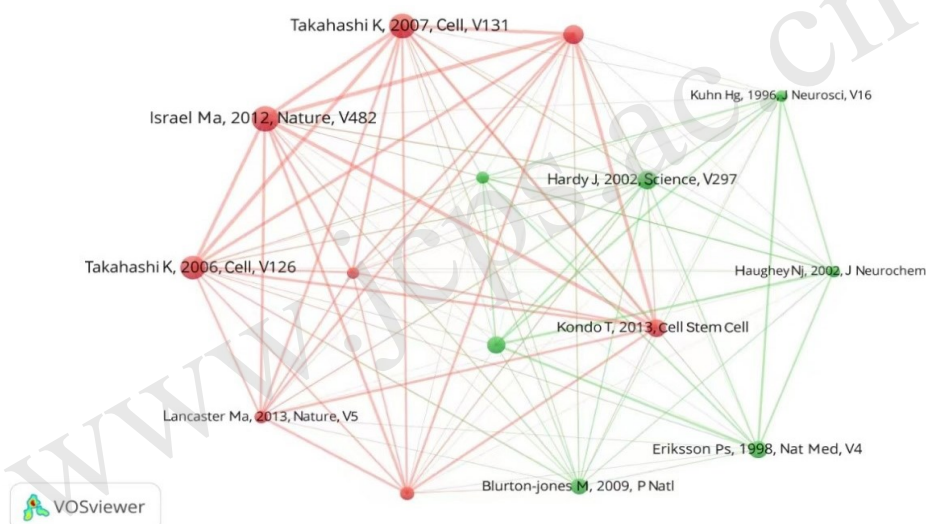 Takahashi K, 2007, Cell, V131
Kuhn Hg, 1996, J Neurosci, V16
Israel Ma, 2012, Nature, V482
Hardy J, 2002, Science, V297
Takahashi K, 2006, Cell, V126
Haughey Nj, 2002, J Neurochem
Kondo T, 2013, Cell Stem Cell
Lancaster Ma, 2013, Nature, V5
Eriksson Ps, 1998, Nat Med, V4
Blurton-jones M, 2009, P Natl
VOSviewer
www.jcps.ac.cn